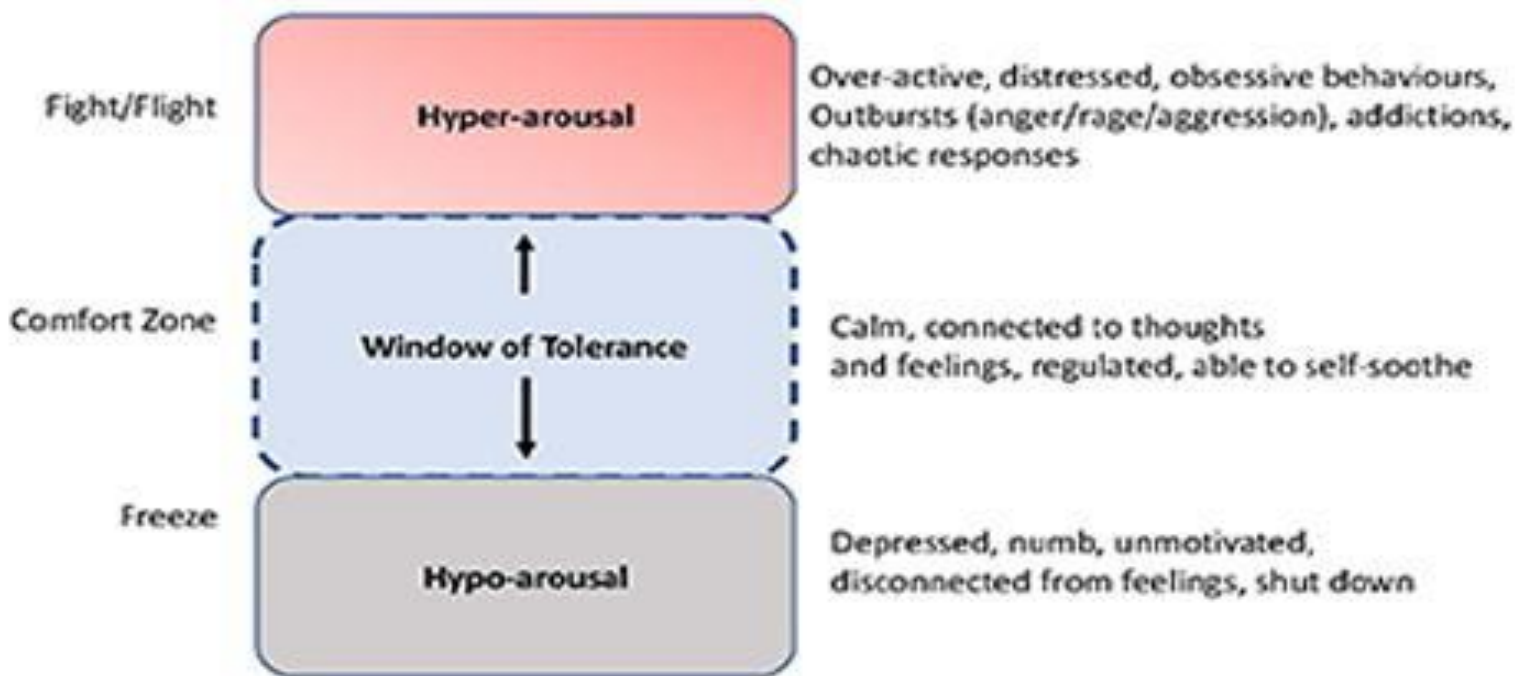 Fight/Flight
Hyper-arousal
Over-active, distressed, obsessive behaviours,
Outbursts (anger/rage/aggression), addictions,
chaotic responses
Comfort Zone
Window of Tolerance
Calm, connected to thoughts
and feelings, regulated, able to self-soothe
Freeze
Hypo-arousal
Depressed, numb, unmotivated,
disconnected from feelings, shut down